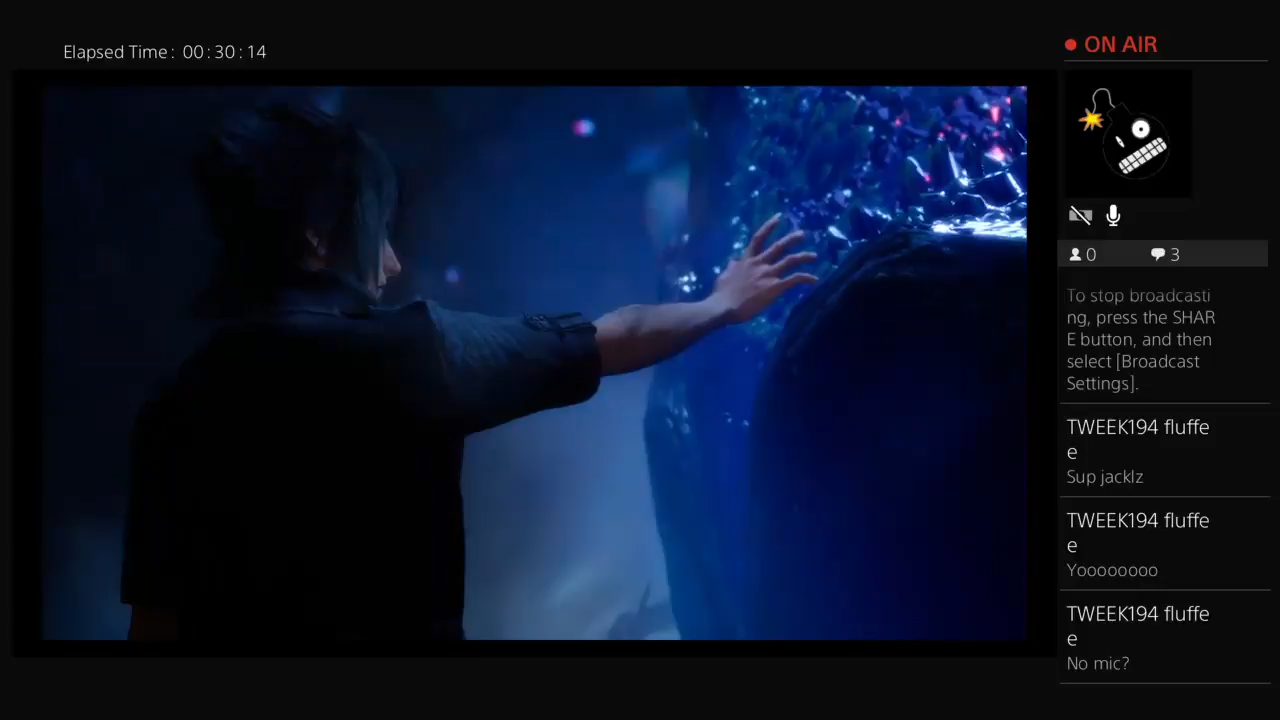 Elapsed Time: 00:30:14
ON AIR
0 3
To stop broadcasti
ng, press the SHAR
E button, and then
select [Broadcast
Settings].
TWEEK194 fluffe
e
Sup jacklz
TWEEK194 fluffe
e
Yoooooooo
TWEEK194 fluffe
e
No mic?